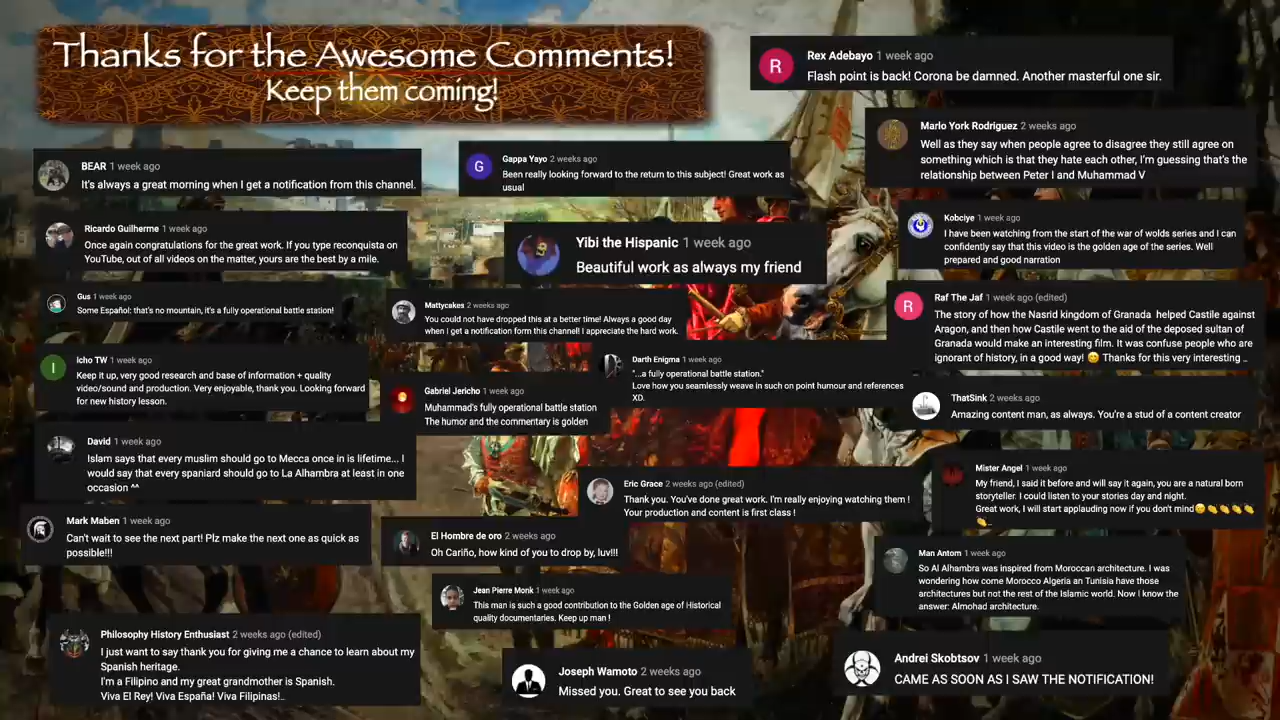 Thanks for the Awesome Comments!
Keep them coming!
R
Rex Adebayo 1 week ago
Flash point is back! Corona be damned. Another masterful one sir.
Marlo York Rodriguez 2 weeks ago
Well as they say when people agree to disagree they still agree on
something which is that they hate each other, I'm guessing that's the
relationship between Peter I and Muhammad V
BEAR 1 week ago
It's always a great morning when I get a notification from this channel.
G
Gappa Yayo 2 weeks ago
Been really looking forward to the return to this subject! Great work as
usual
Ricardo Guilherme 1 week ago
Once again congratulations for the great work. If you type reconquista on
YouTube, out of all videos on the matter, yours are the best by a mile.
Yibi the Hispanic 1 week ago
Beautiful work as always my friend
Kobciye 1 week ago
I have been watching from the start of the war of wolds series and I can
confidently say that this video is the golden age of the series. Well
prepared and good narration
Gus 1 week ago
Some Español: that's no mountain, it's a fully operational battle station!
Mattycakes 2 weeks ago
You could not have dropped this at a better time! Always a good day
when I get a notification form this channel! I appreciate the hard work.
R
Raf The Jaf 1 week ago (edited)
The story of how the Nasrid kingdom of Granada helped Castile against
Aragon, and then how Castile went to the aid of the deposed sultan of
Granada would make an interesting film. It was confuse people who are
ignorant of history, in a good way! 😁 Thanks for this very interesting ..
I
Icho TW 1 week ago
Keep it up, very good research and base of information + quality
video/sound and production. Very enjoyable, thank you. Looking forward
for new history lesson.
Darth Enigma 1 week ago
"...a fully operational battle station."
Love how you seamlessly weave in such on point humour and references
XD.
Gabriel Jericho 1 week ago
Muhammad's fully operational battle station
The humor and the commentary is golden
ThatSink 2 weeks ago
Amazing content man, as always. You're a stud of a content creator
David 1 week ago
Islam says that every muslim should go to Mecca once in is lifetime... I
would say that every spaniard should go to La Alhambra at least in one
occasion ^^
Mister Angel 1 week ago
My friend, I said it before and will say it again, you are a natural born
storyteller. I could listen to your stories day and night.
Great work, I will start applauding now if you don't mind😊👏👏👏👏
👏..
Eric Grace 2 weeks ago (edited)
Thank you. You've done great work. I'm really enjoying watching them !
Your production and content is first class !
Mark Maben 1 week ago
Can't wait to see the next part! Plz make the next one as quick as
possible!!!
El Hombre de oro 2 weeks ago
Oh Cariño, how kind of you to drop by, luv!!!
Man Antom 1 week ago
So Al Alhambra was inspired from Moroccan architecture. I was
wondering how come Morocco Algeria an Tunisia have those
architectures but not the rest of the Islamic world. Now I know the
answer: Almohad architecture.
Jean Pierre Monk 1 week ago
This man is such a good contribution to the Golden age of Historical
quality documentaries. Keep up man !
Philosophy History Enthusiast 2 weeks ago (edited)
I just want to say thank you for giving me a chance to learn about my
Spanish heritage.
I'm a Filipino and my great grandmother is Spanish.
Viva El Rey! Viva España! Viva Filipinas!..
Joseph Wamoto 2 weeks ago
Missed you. Great to see you back
Andrei Skobtsov 1 week ago
CAME AS SOON AS I SAW THE NOTIFICATION!